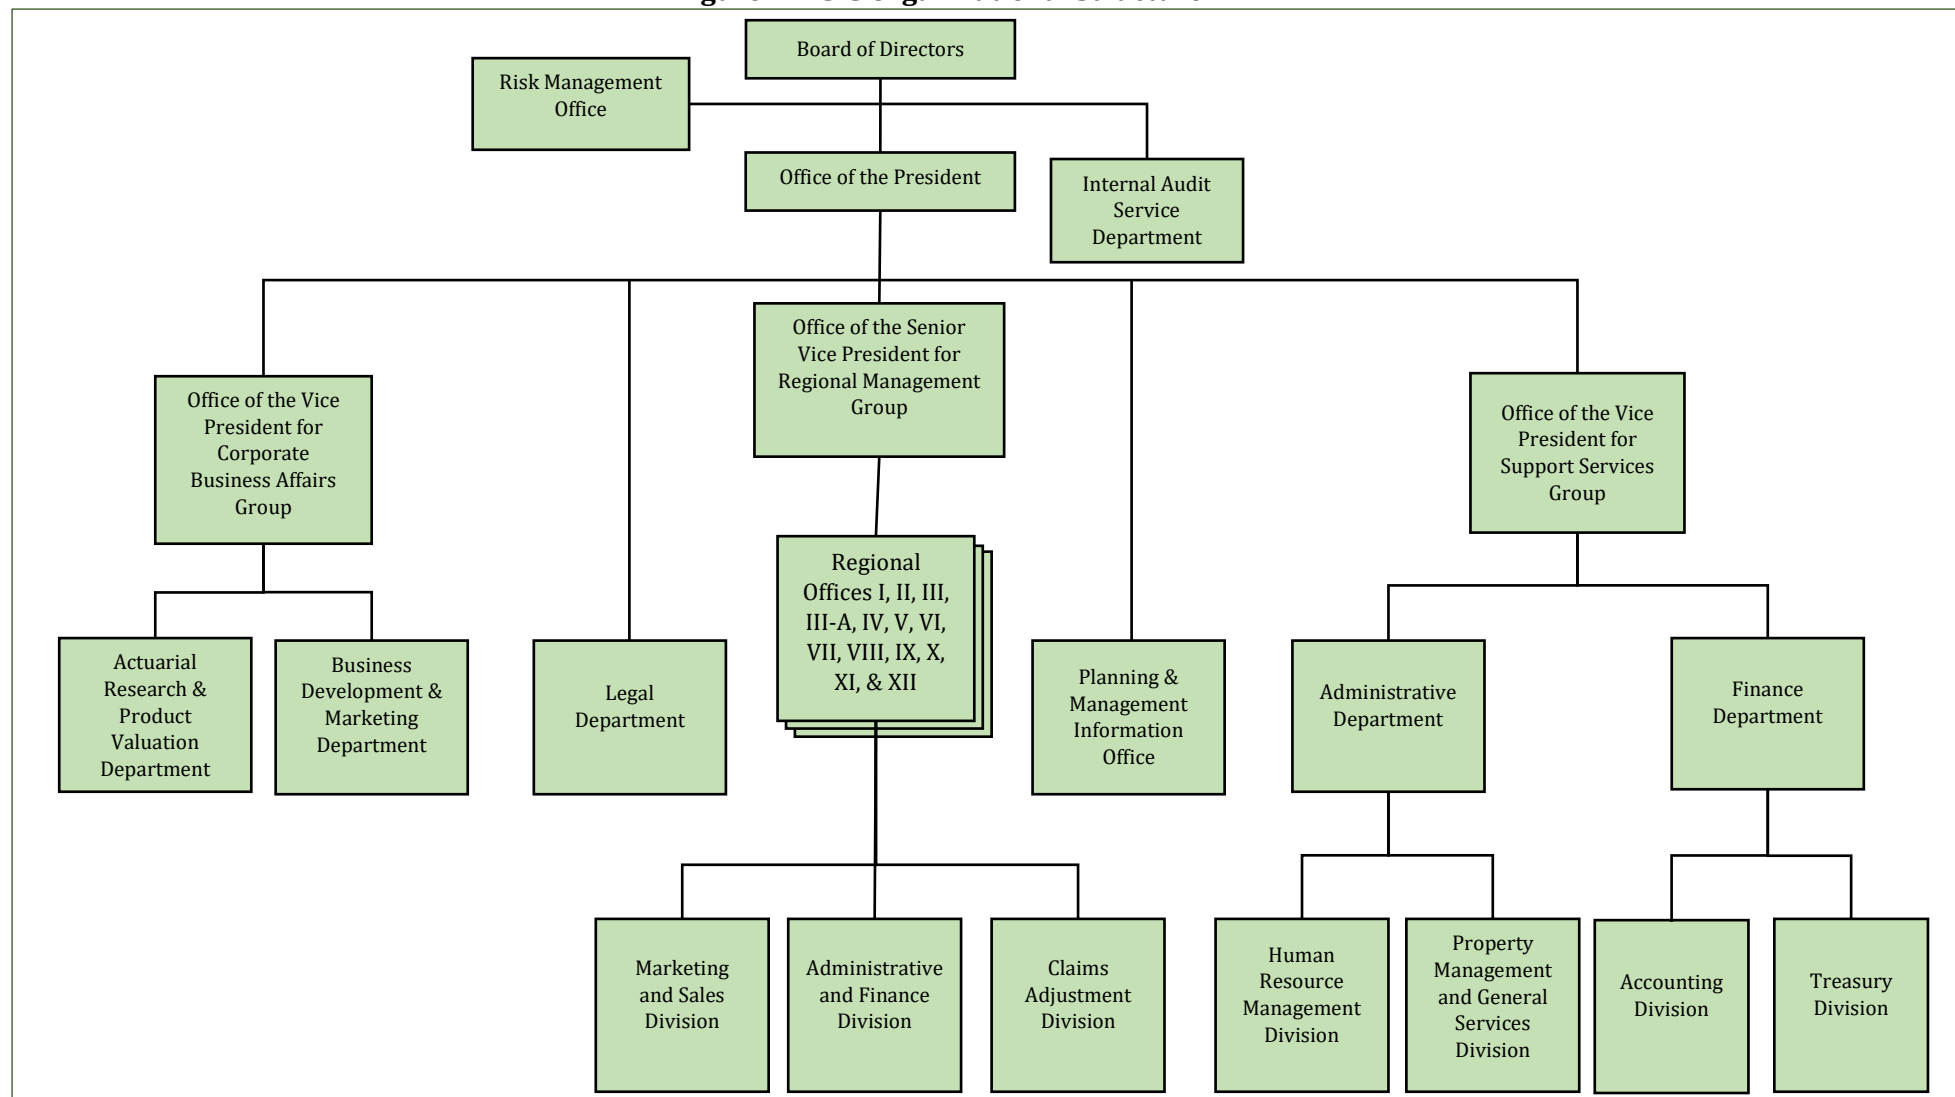 Board of Directors
Risk Management
Office
Office of the President
Internal Audit
Service
Department
Office of the Senior
Vice President for
Regional Management
Group
Office of the Vice
President for
Corporate
Business Affairs
Group
Office of the Vice
President for
Support Services
Group
Regional
Offices I, II, III,
III-A, IV, V, VI,
VII, VIII, IX, X,
XI, & XII
Actuarial
Research &
Product
Valuation
Department
Business
Development &
Marketing
Department
Legal
Department
Planning &
Management
Information
Office
Administrative
Department
Finance
Department
Marketing
and Sales
Division
Administrative
and Finance
Division
Claims
Adjustment
Division
Human
Resource
Management
Division
Property
Management
and General
Services
Division
Accounting
Division
Treasury
Division